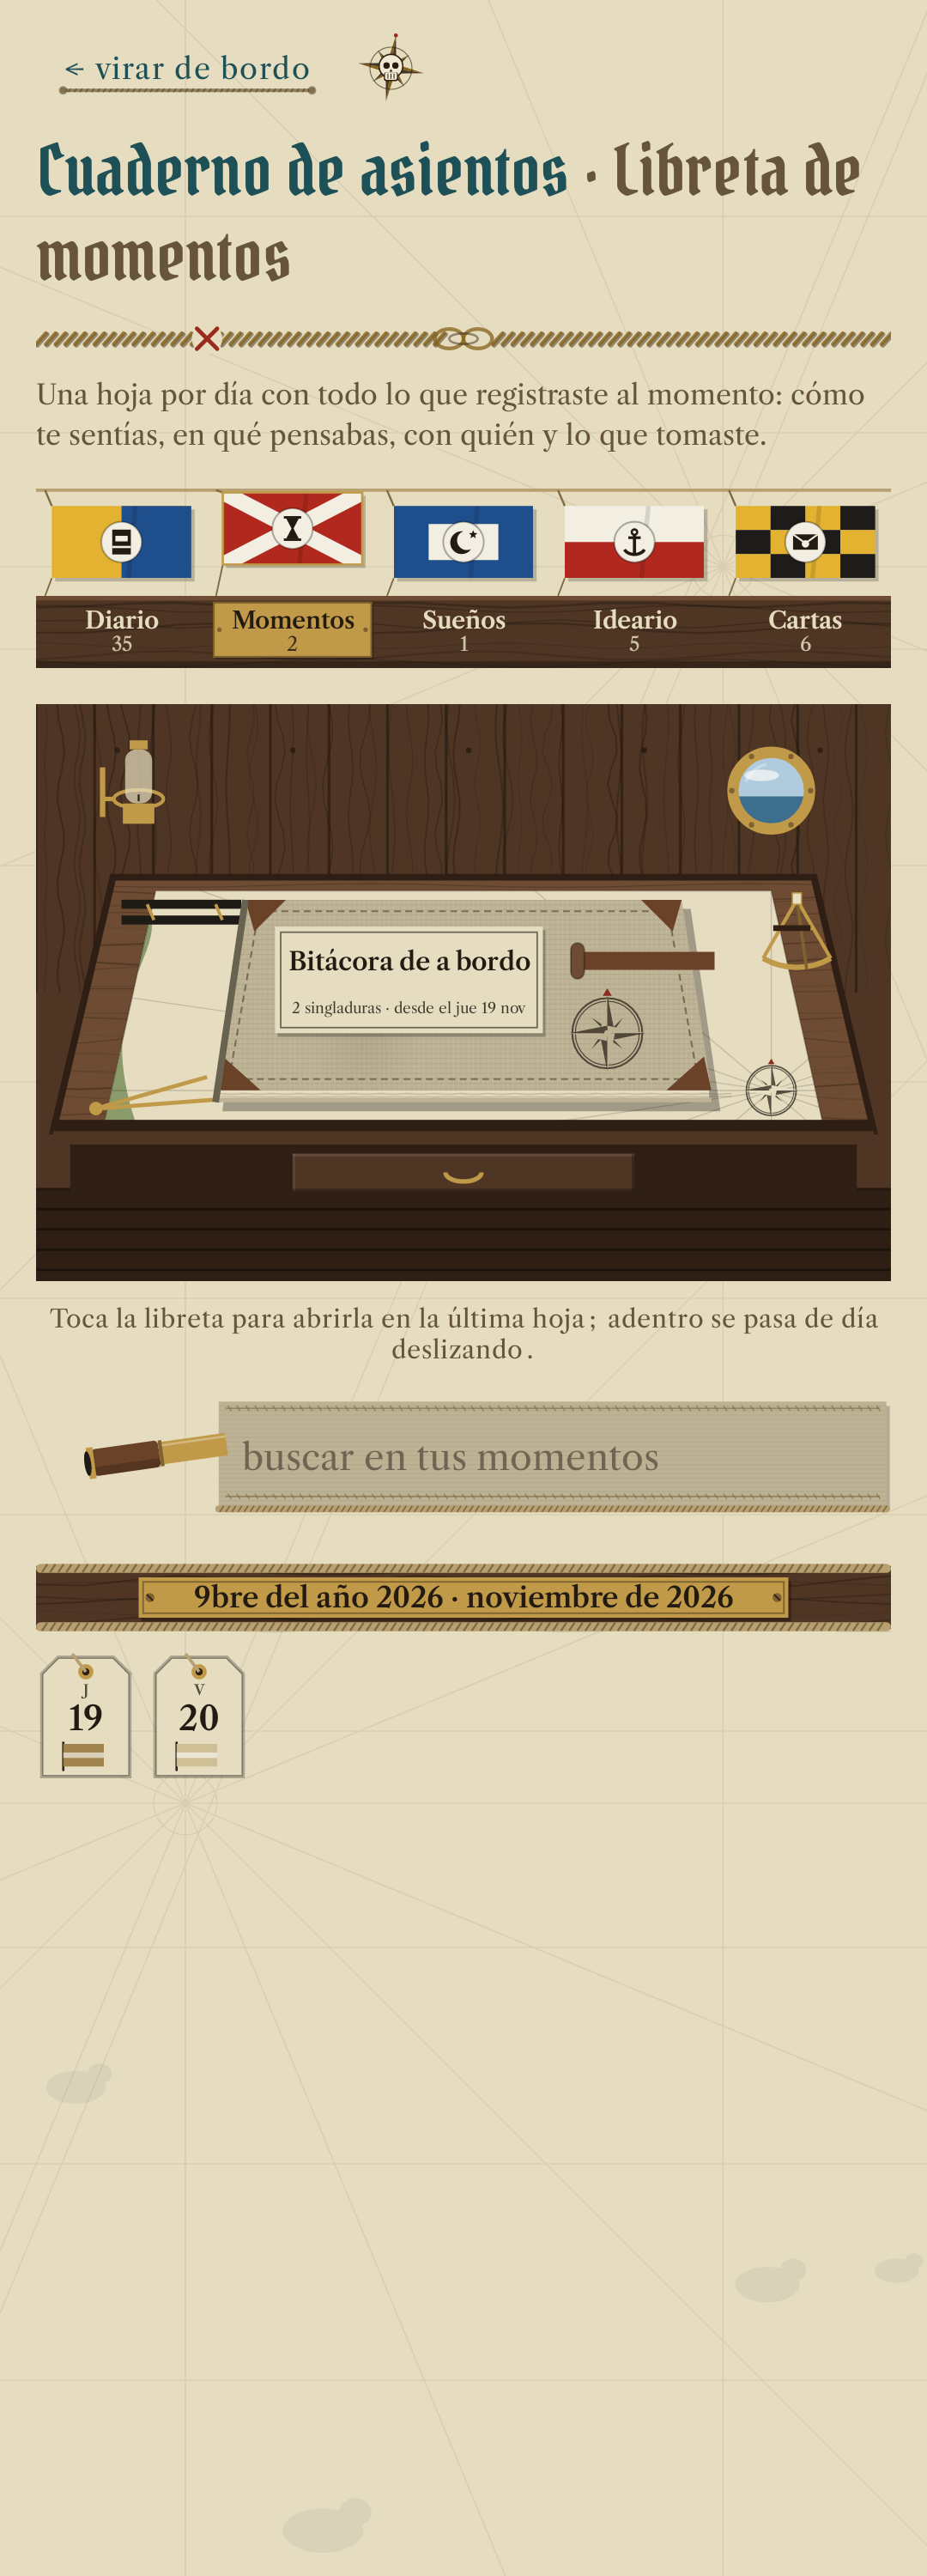 ← virar de bordo
Cuaderno de asientos · Libreta de
momentos
Una hoja por día con todo lo que registraste al momento: cómo
te sentías, en qué pensabas, con quién y lo que tomaste.
Diario Momentos Sueños Ideario Cartas
35 2 1 5 6
Bitácora de a bordo
2 singladuras · desde el jue 19 nov
Toca la libreta para abrirla en la última hoja; adentro se pasa de día
deslizando.
buscar en tus momentos
9bre del año 2026 · noviembre de 2026
J V
19 20